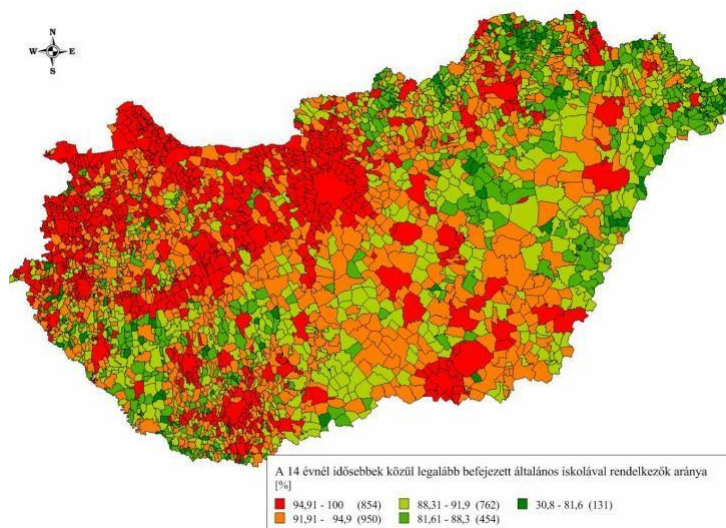 N
W E
S
A 14 évnél idősebbek közül legalább befejezett általános iskolával rendelkezők aránya
[%]
94,91 - 100 (854) 88,31 - 91,9 (762) 30,8 - 81,6 (131)
91,91 - 94,9 (950) 81,61 - 88,3 (454)